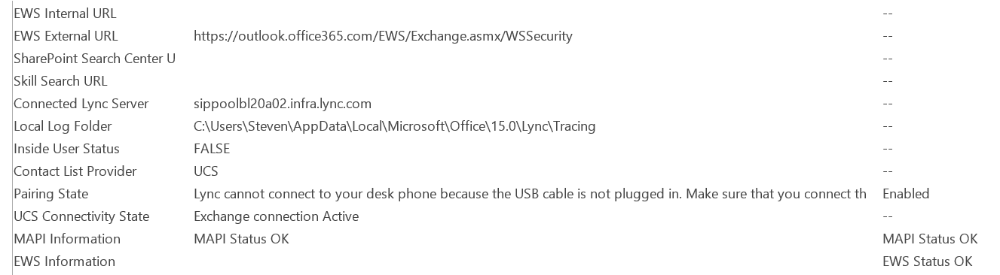 EWS Internal URL --
EWS External URL https://outlook.office365.com/EWS/Exchange.asmx/WSSecurity --
SharePoint Search Center U --
Skill Search URL --
Connected Lync Server sippoolbl20a02.infra.lync.com --
Local Log Folder C:\Users\Steven\AppData\Local\Microsoft\Office\15.0\Lync\Tracing --
Inside User Status FALSE --
Contact List Provider UCS --
Pairing State Lync cannot connect to your desk phone because the USB cable is not plugged in. Make sure that you connect th Enabled
UCS Connectivity State Exchange connection Active --
MAPI Information MAPI Status OK MAPI Status OK
EWS Information EWS Status OK